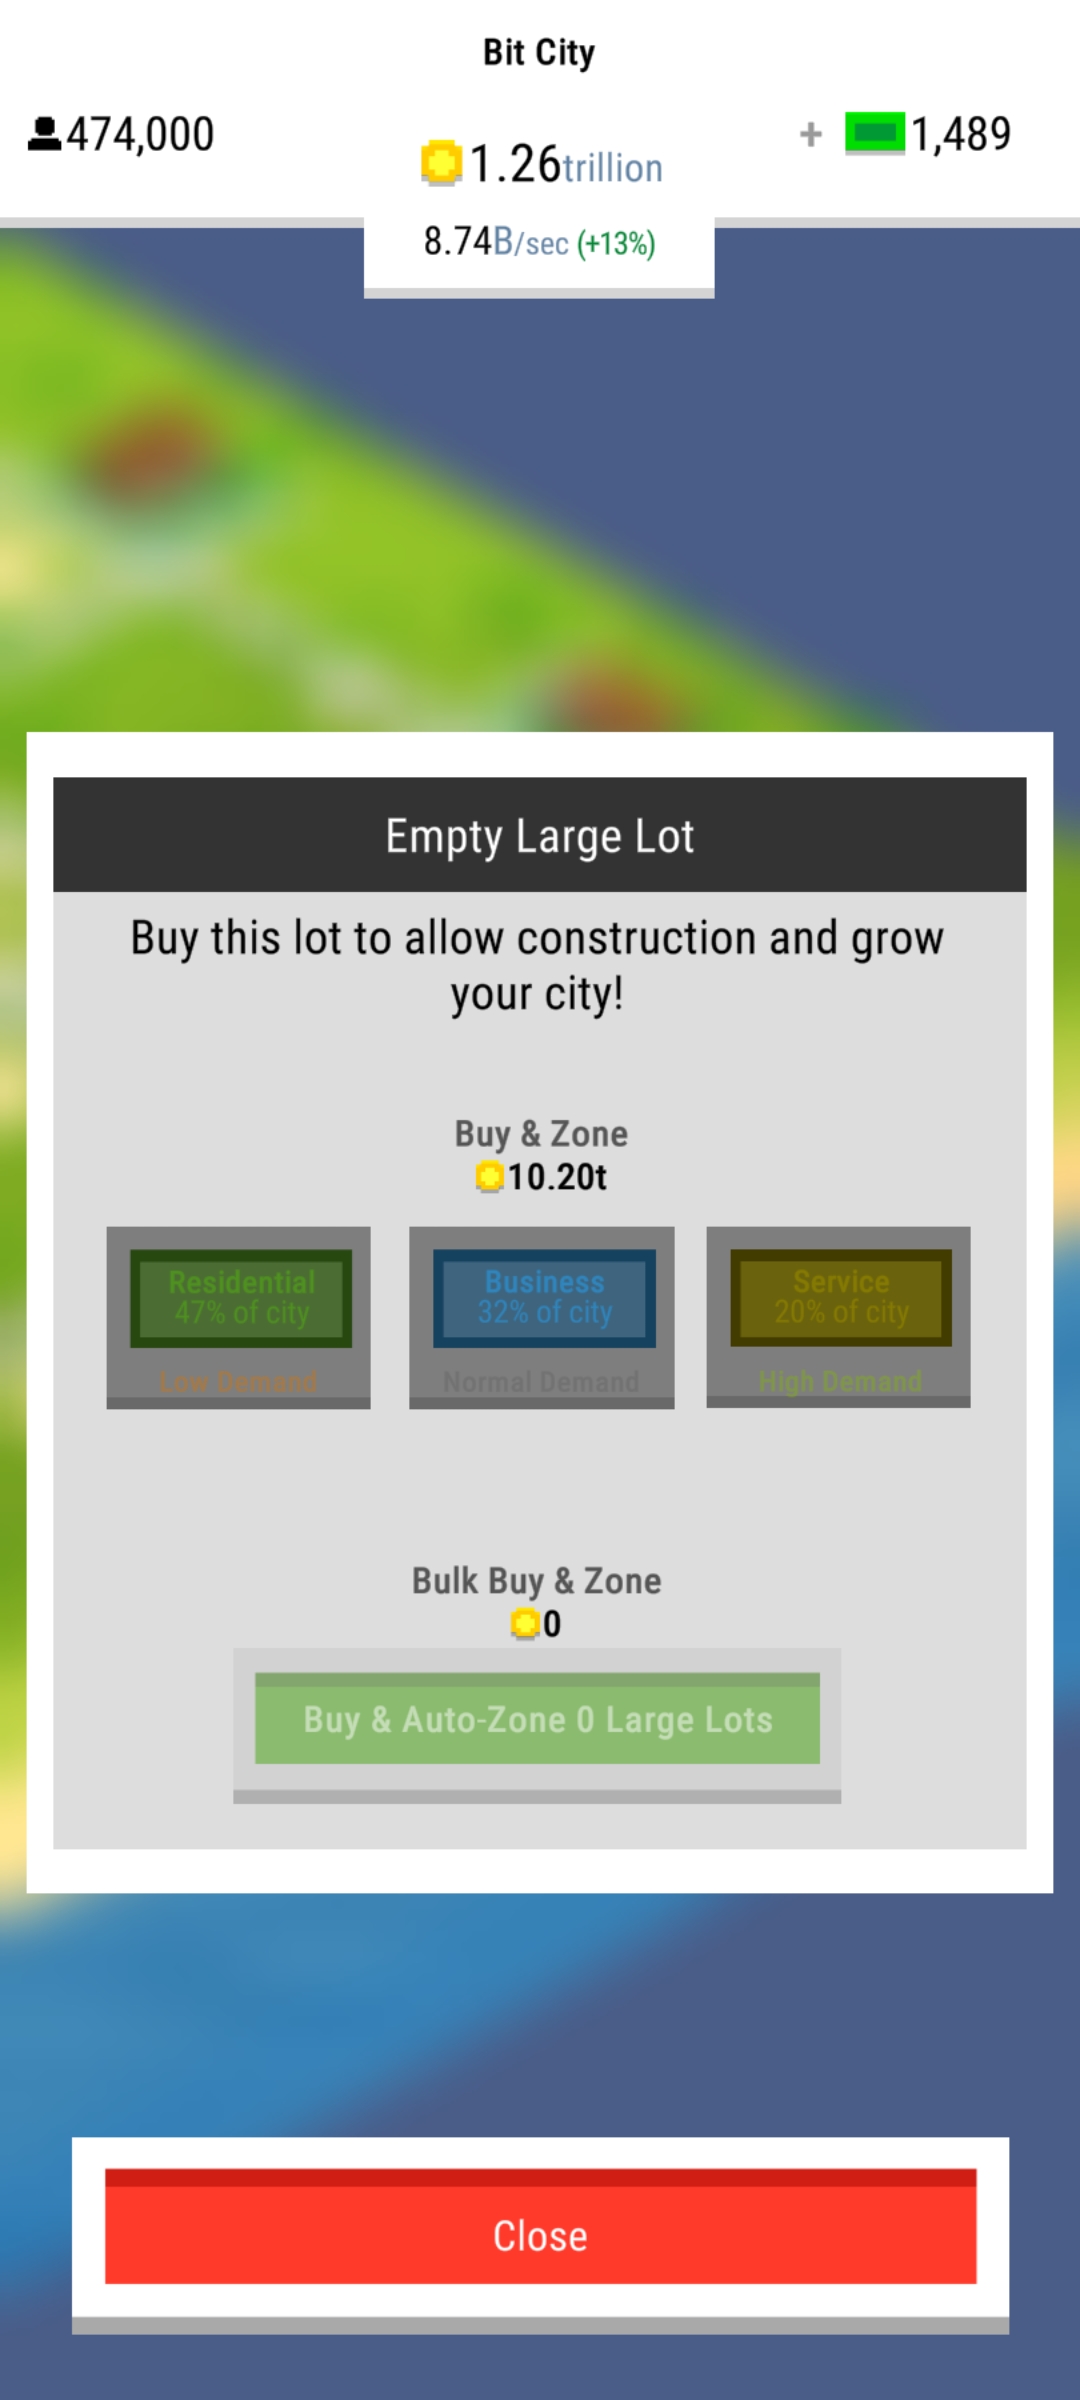 Bit City
474,000
1.26trillion
+ 1,489
8.74B/sec (+13%)
Empty Large Lot
Buy this lot to allow construction and grow
your city!
Buy & Zone
10.20t
Residential
47% of city
Low Demand
Business
32% of city
Normal Demand
Service
20% of city
High Demand
Bulk Buy & Zone
0
Buy & Auto-Zone 0 Large Lots
Close